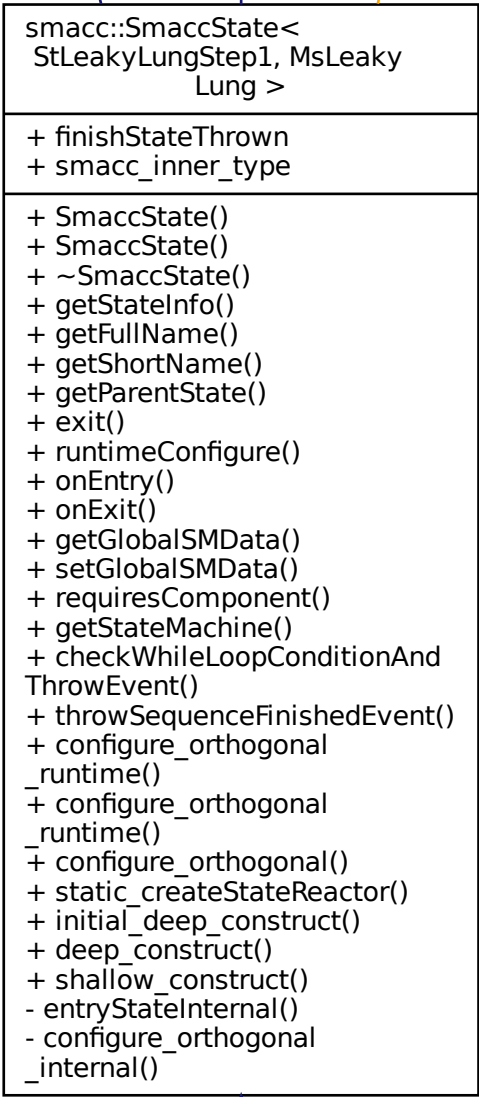 smacc::SmaccState<
StLeakyLungStep1, MsLeaky
Lung >
+ finishStateThrown
+ smacc_inner_type
+ SmaccState()
+ SmaccState()
+ ~SmaccState()
+ getStateInfo()
+ getFullName()
+ getShortName()
+ getParentState()
+ exit()
+ runtimeConfigure()
+ onEntry()
+ onExit()
+ getGlobalSMData()
+ setGlobalSMData()
+ requiresComponent()
+ getStateMachine()
+ checkWhileLoopConditionAnd
ThrowEvent()
+ throwSequenceFinishedEvent()
+ configure_orthogonal
_runtime()
+ configure_orthogonal
_runtime()
+ configure_orthogonal()
+ static_createStateReactor()
+ initial_deep_construct()
+ deep_construct()
+ shallow_construct()
- entryStateInternal()
- configure_orthogonal
_internal()